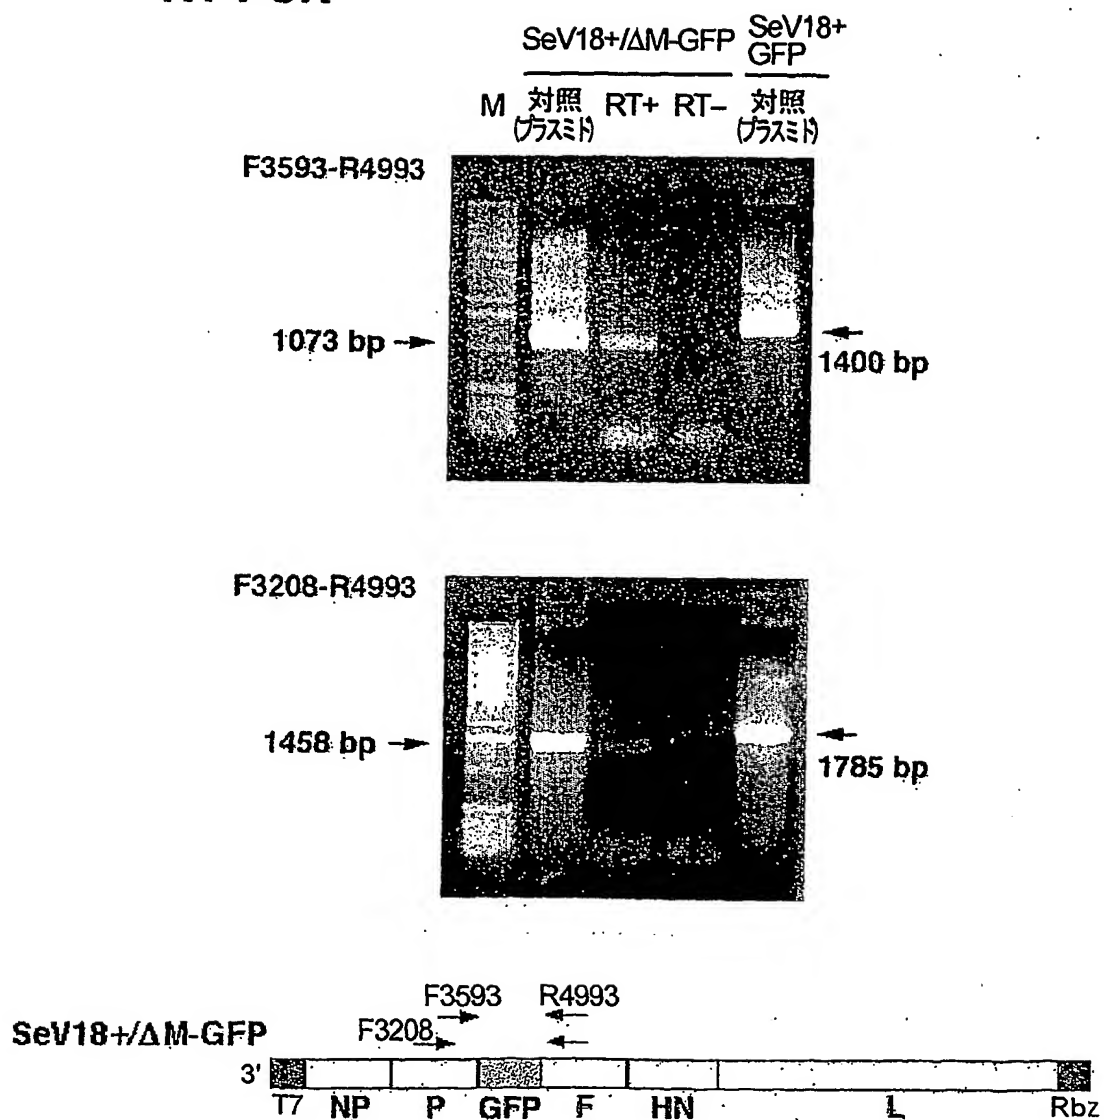 SeV18+/ΔM-GFP SeV18+
GFP
M 対照 RT+ RT– 対照
(プラスミド) (プラスミド)
F3593-R4993
1073 bp
1400 bp
F3208-R4993
1458 bp
1785 bp
F3593 R4993
SeV18+/ΔM-GFP F3208
3'
T7 NP P GFP F HN L Rbz